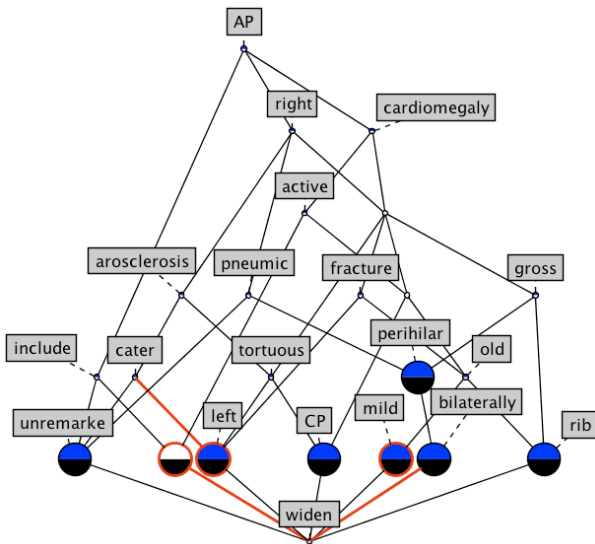 AP
right
cardiomegaly
active
arosclerosis
pneumic
fracture
gross
perihilar
old
include
cater
tortuous
bilaterally
unremarke
left
CP
mild
rib
widen